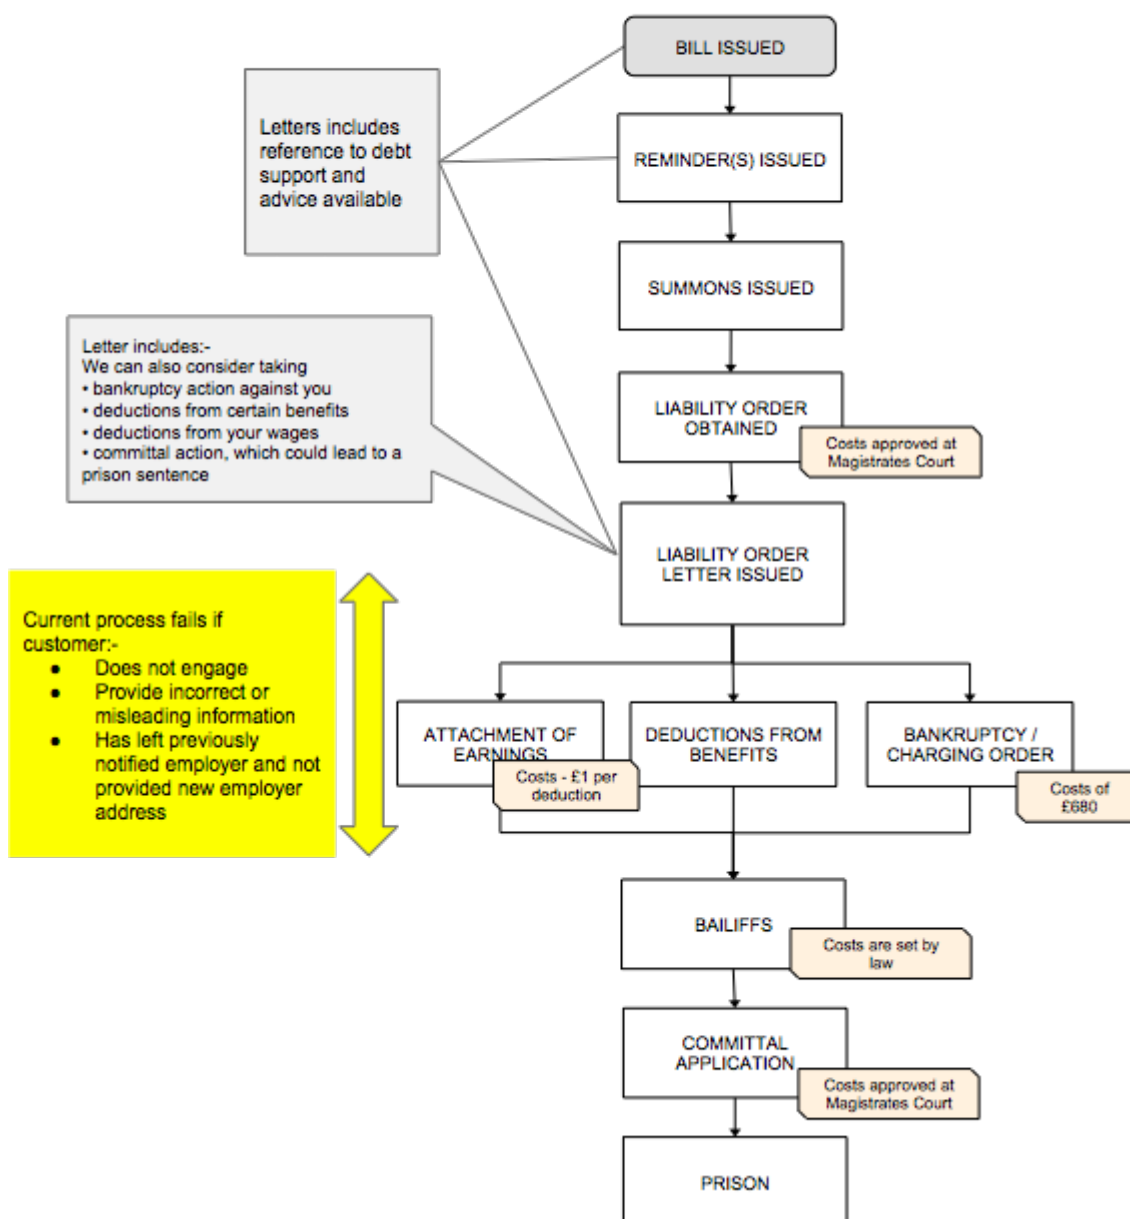 BILL ISSUED
Letters includes
reference to debt
support and
advice available
REMINDER(S) ISSUED
SUMMONS ISSUED
Letter includes:-
We can also consider taking
• bankruptcy action against you
• deductions from certain benefits
• deductions from your wages
• committal action, which could lead to a
prison sentence
LIABILITY ORDER
OBTAINED
Costs approved at
Magistrates Court
LIABILITY ORDER
LETTER ISSUED
Current process fails if
customer:-
● Does not engage
● Provide incorrect or
misleading information
● Has left previously
notified employer and not
provided new employer
address
ATTACHMENT OF
EARNINGS
Costs - £1 per
deduction
DEDUCTIONS FROM
BENEFITS
BANKRUPTCY /
CHARGING ORDER
Costs of
£680
BAILIFFS
Costs are set by
law
COMMITTAL
APPLICATION
Costs approved at
Magistrates Court
PRISON